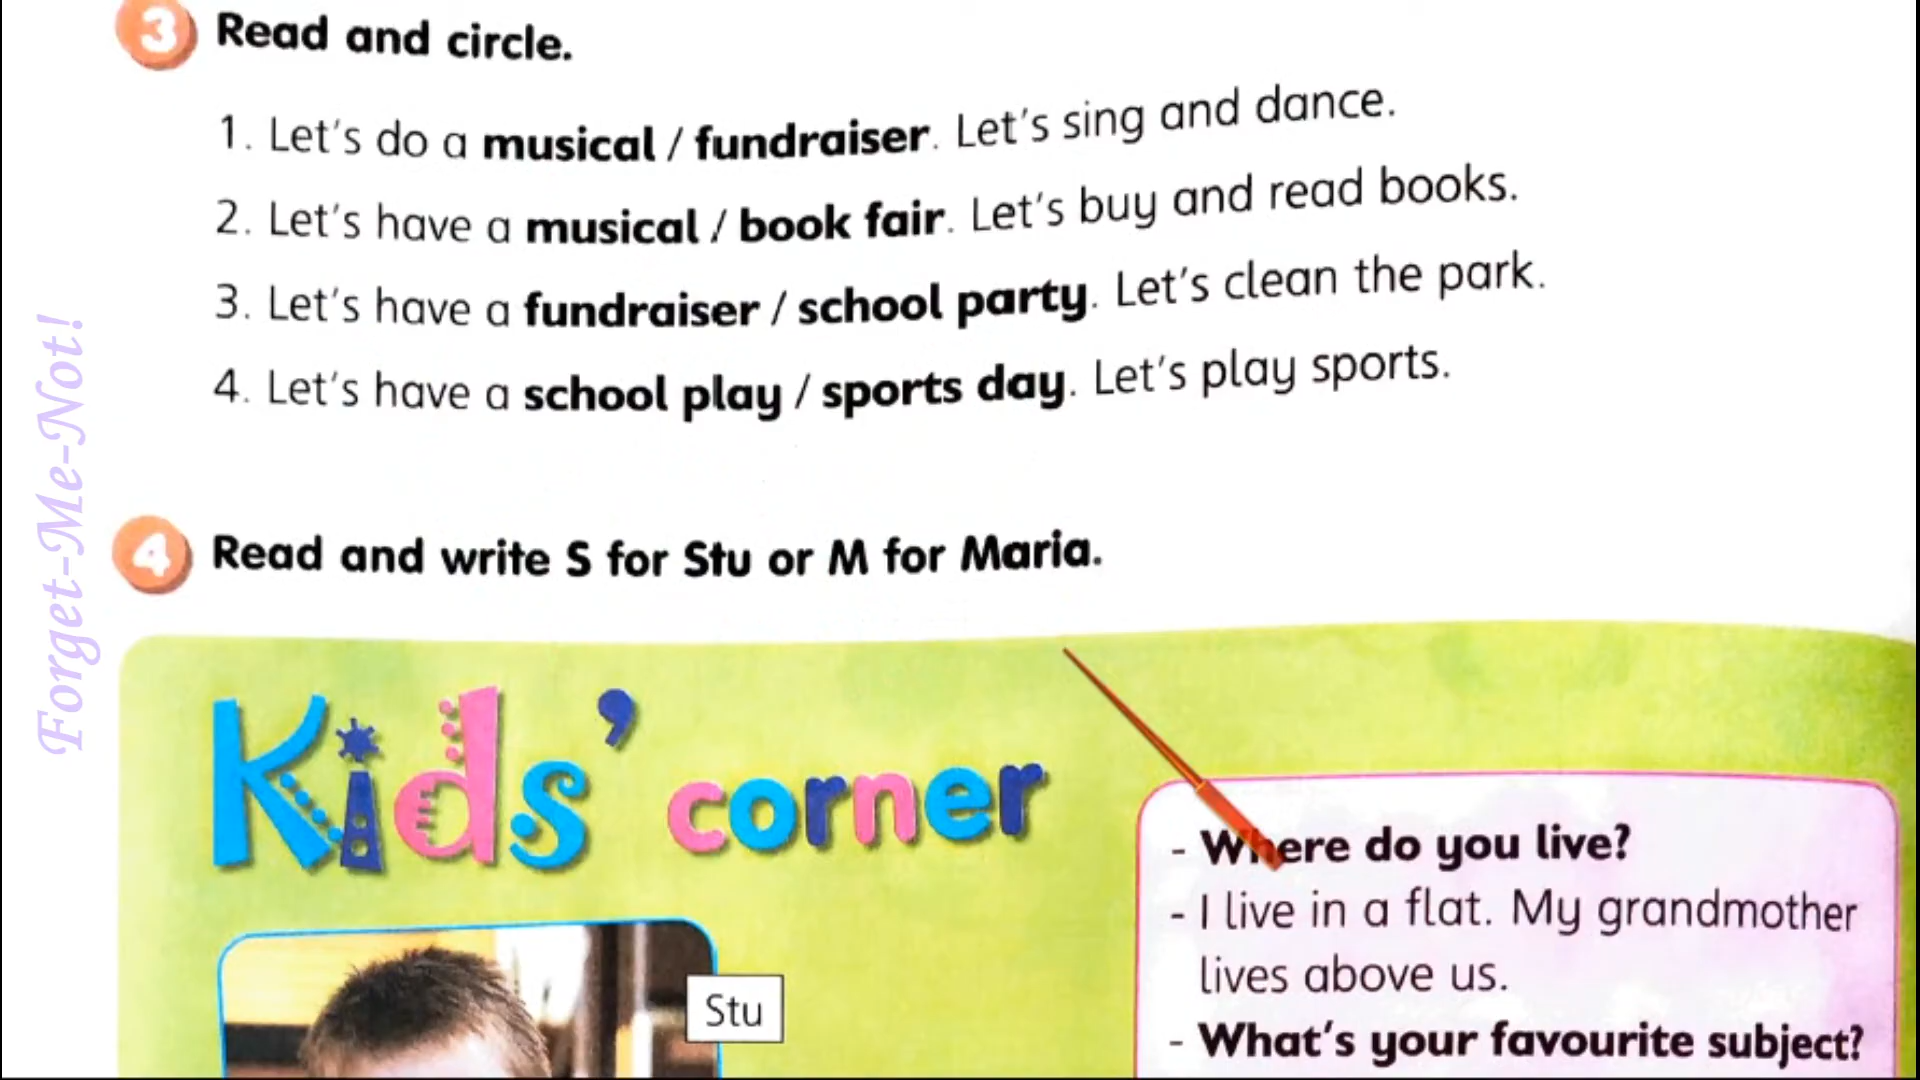 3 Read and circle.
1. Let's do a musical / fundraiser. Let's sing and dance.
2. Let's have a musical / book fair. Let's buy and read books.
3. Let's have a fundraiser / school party. Let's clean the park.
4. Let's have a school play / sports day. Let's play sports.
Forget-Me-Not!
4 Read and write S for Stu or M for Maria.
Kids' corner
Stu
- Where do you live?
- I live in a flat. My grandmother
lives above us.
- What's your favourite subject?